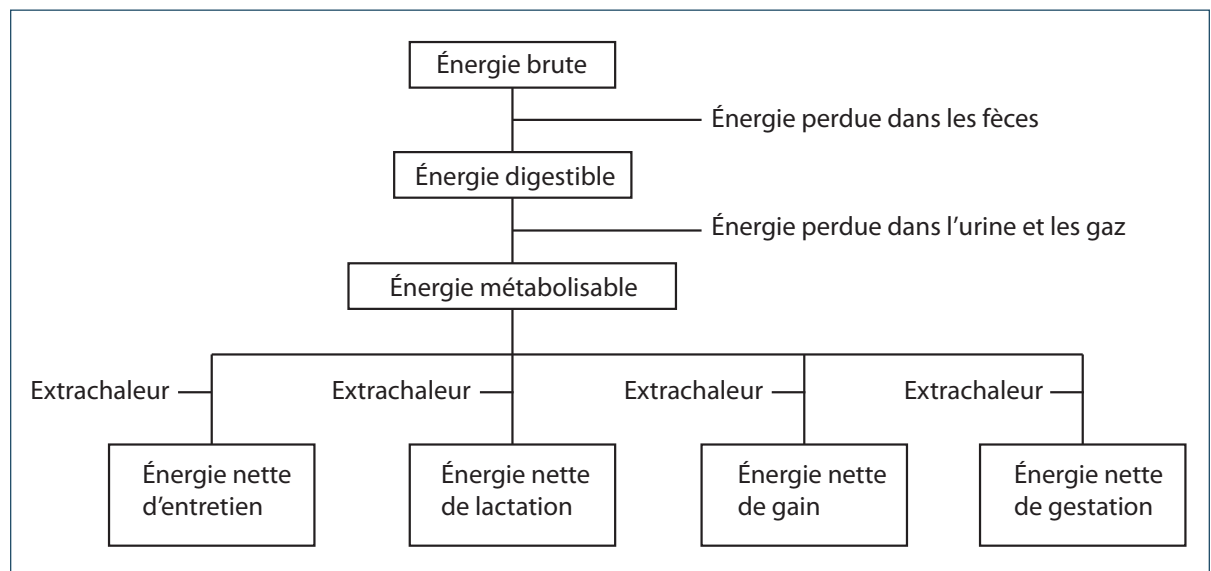 Énergie brute
Énergie perdue dans les fèces
Énergie digestible
Énergie perdue dans l'urine et les gaz
Énergie métabolisable
Extrachaleur
Extrachaleur
Extrachaleur
Extrachaleur
Énergie nette
d'entretien
Énergie nette
de lactation
Énergie nette
de gain
Énergie nette
de gestation